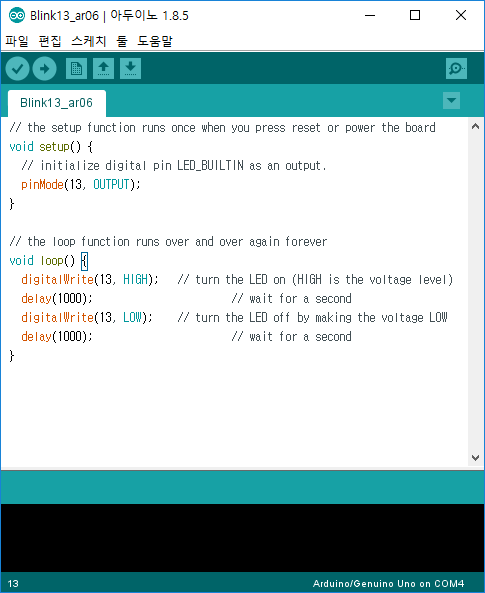 Blink13_ar06 | 아두이노 1.8.5
파일 편집 스케치 툴 도움말
Blink13_ar06
// the setup function runs once when you press reset or power the board
void setup() {
  // initialize digital pin LED_BUILTIN as an output.
  pinMode(13, OUTPUT);
}

// the loop function runs over and over again forever
void loop() {
  digitalWrite(13, HIGH);   // turn the LED on (HIGH is the voltage level)
  delay(1000);                       // wait for a second
  digitalWrite(13, LOW);    // turn the LED off by making the voltage LOW
  delay(1000);                       // wait for a second
}
13 Arduino/Genuino Uno on COM4